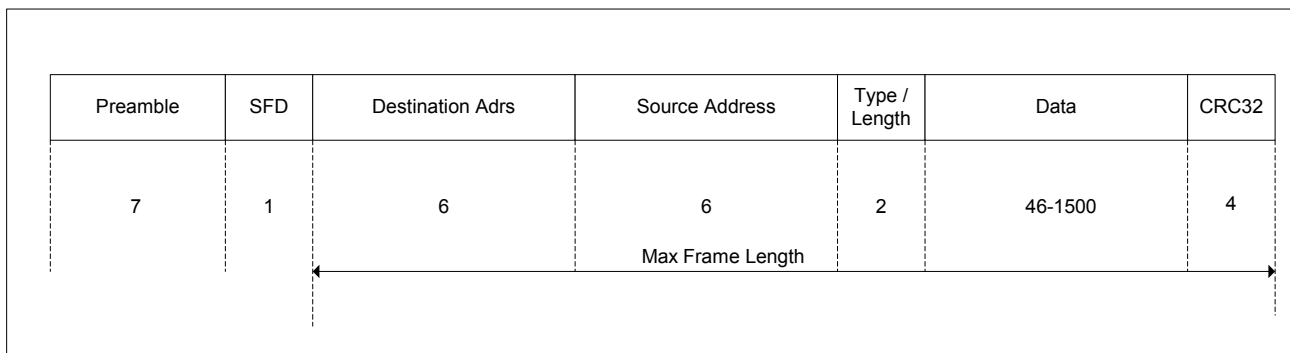 Preamble
SFD
Destination Adrs
Source Address
Type /
Length
Data
CRC32
7
1
6
6
2
46-1500
4
Max Frame Length